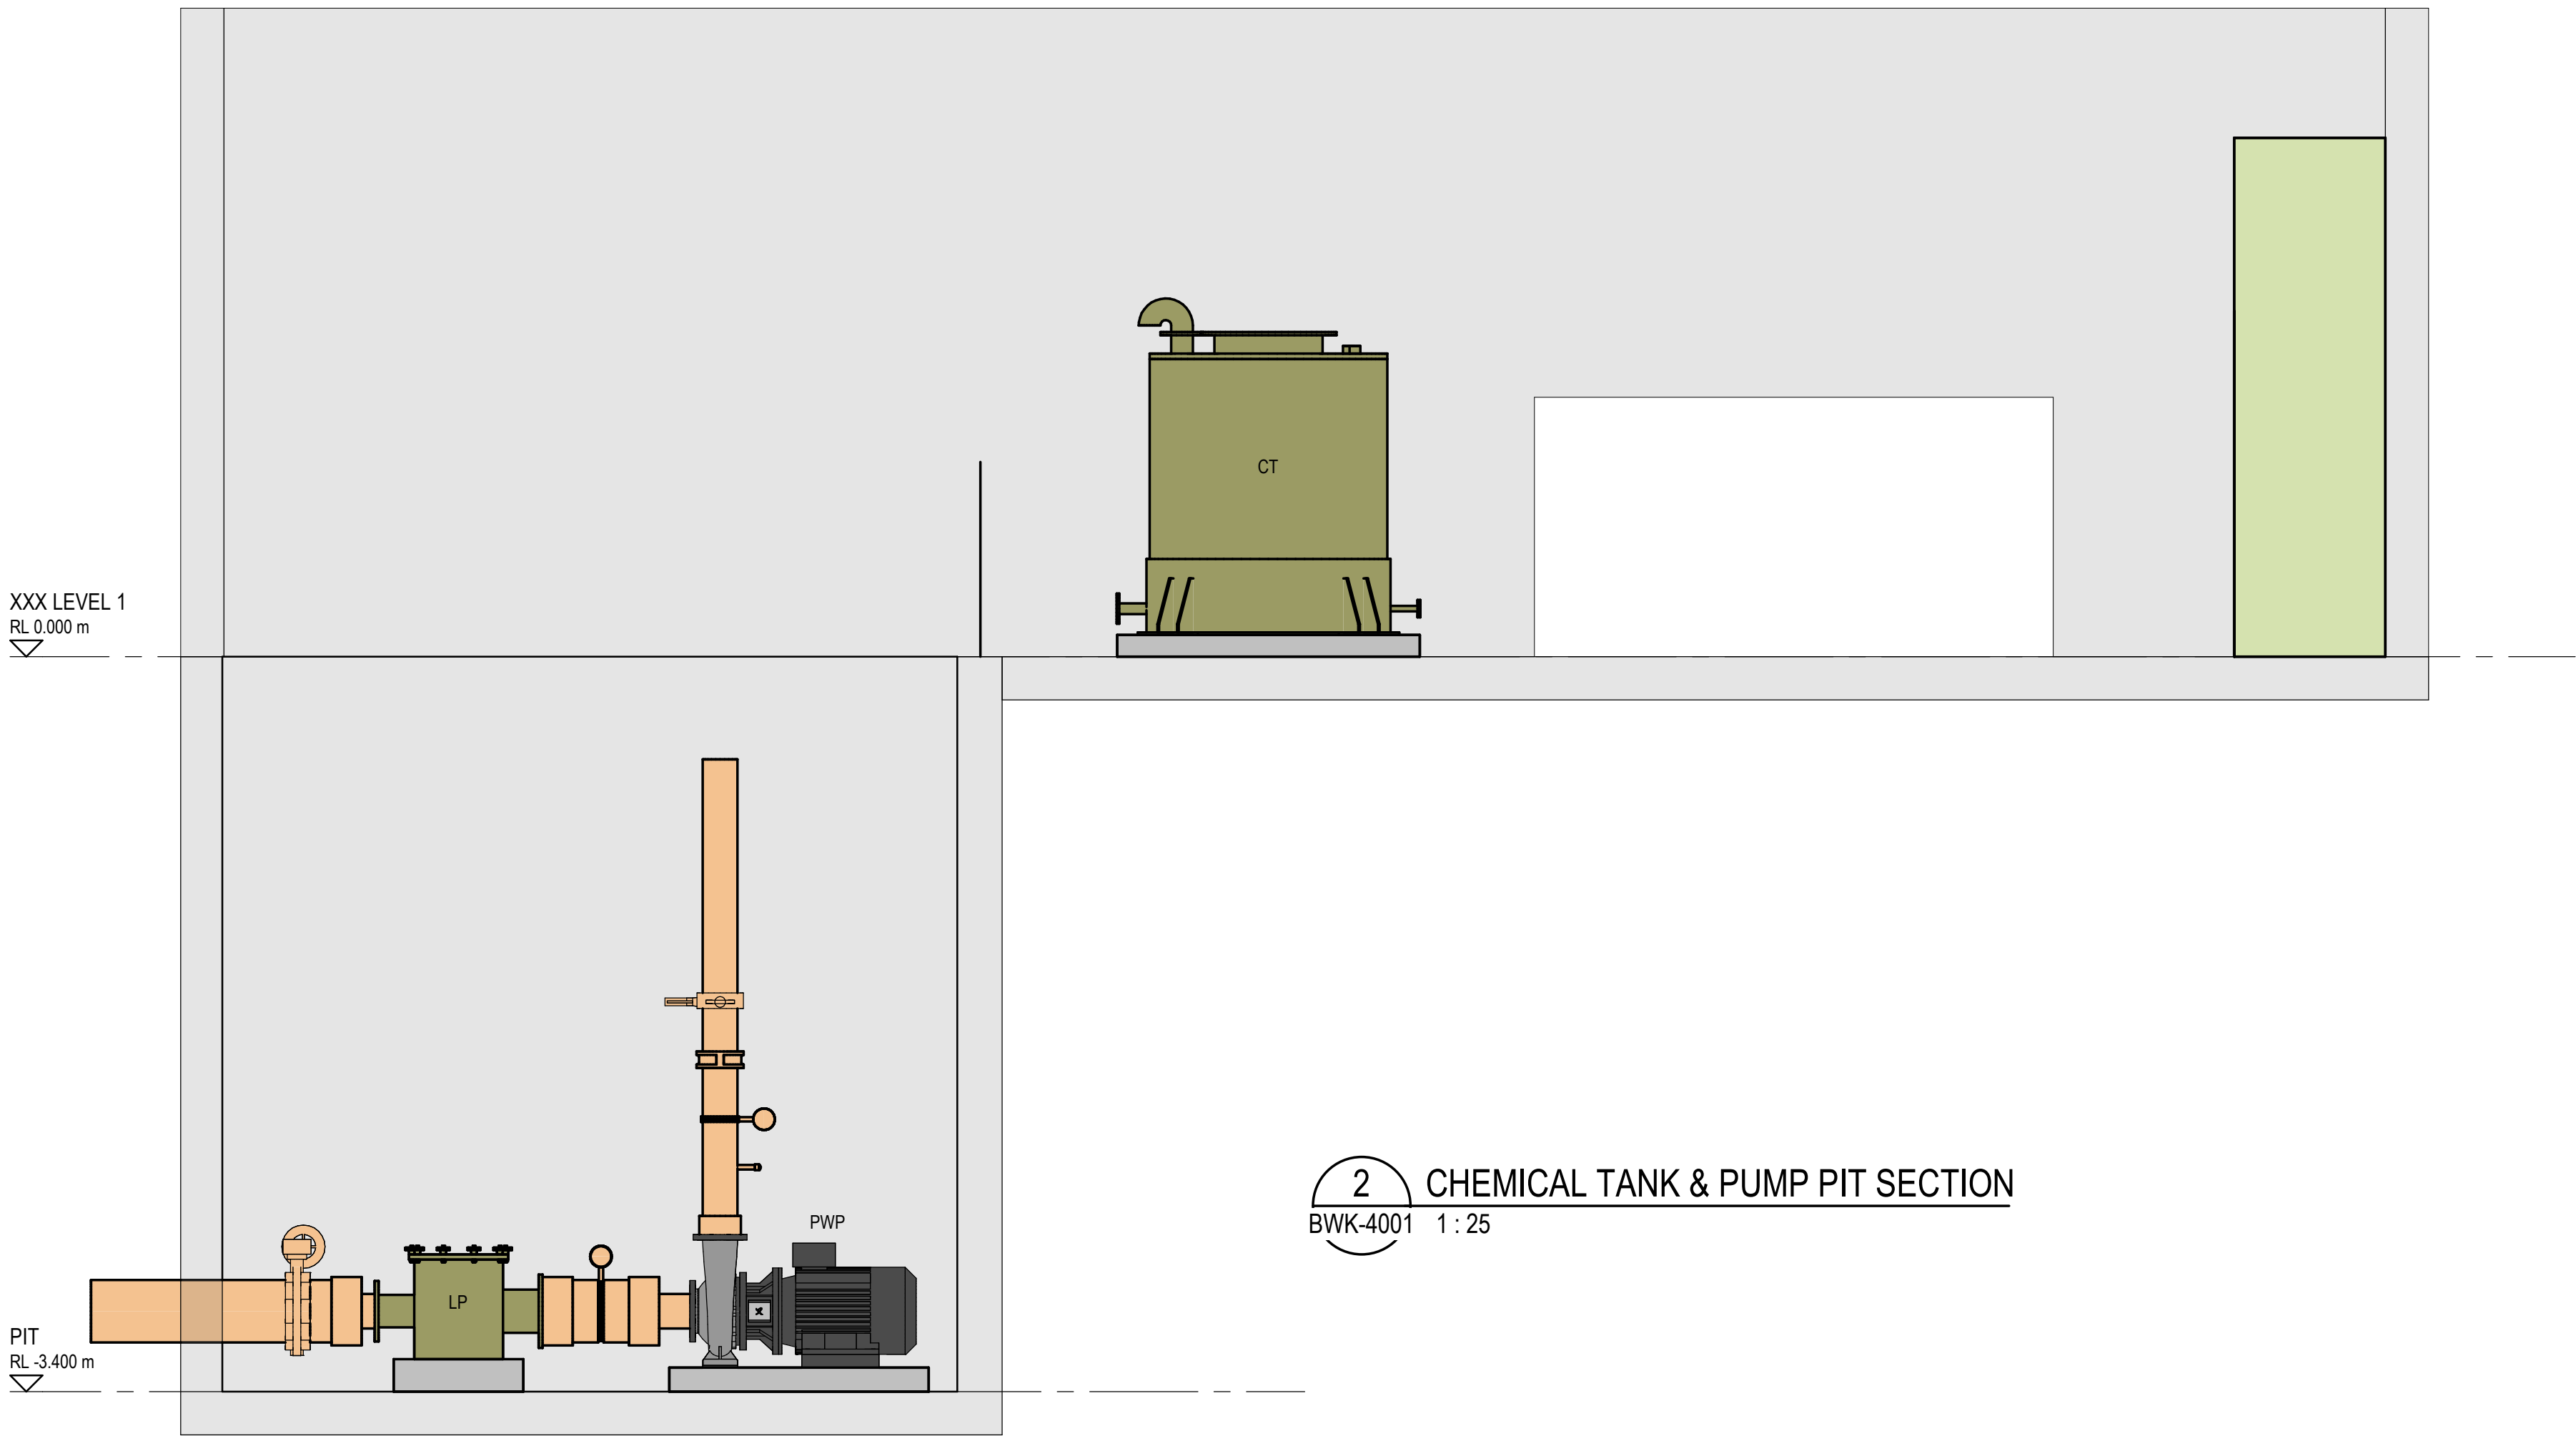 XXX LEVEL 1
RL 0.000 m
CT
PWP
LP
PIT
RL -3.400 m
2 CHEMICAL TANK & PUMP PIT SECTION
BWK-4001 1 : 25